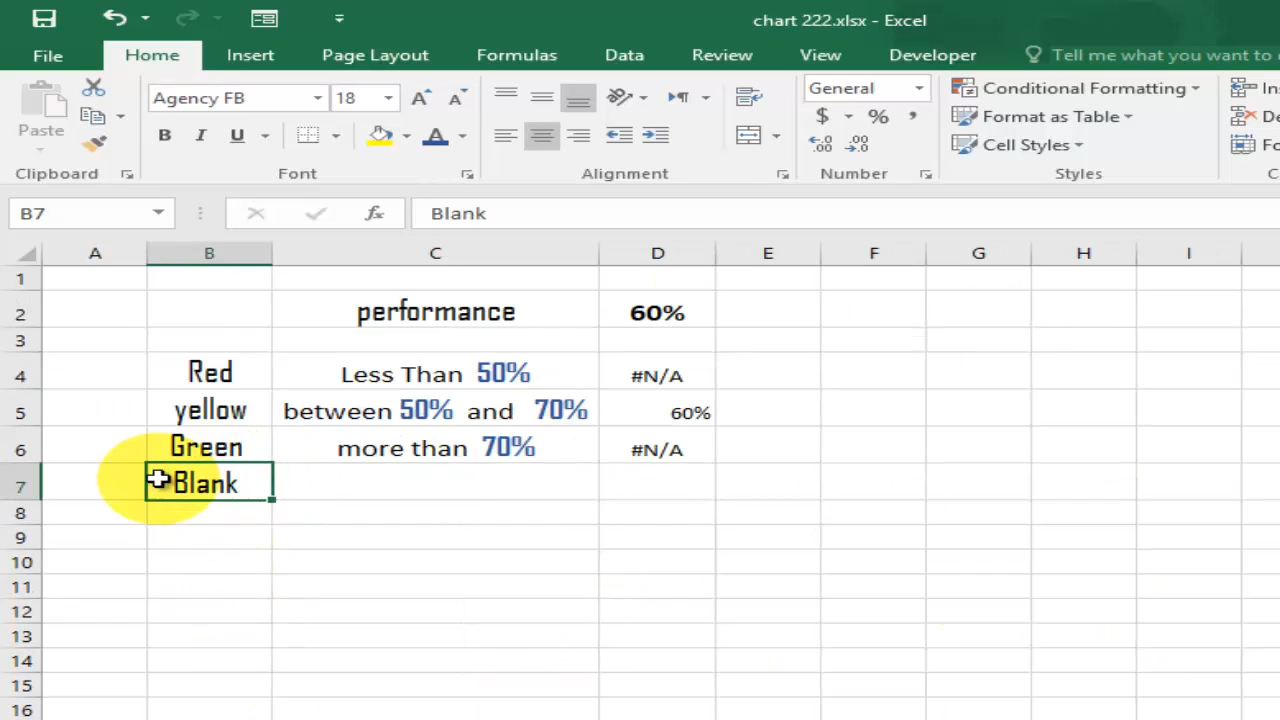 chart 222.xlsx - Excel
File Home Insert Page Layout Formulas Data Review View Developer Tell me what you want to
Agency FB 18 A A General Conditional Formatting
Paste B I U A $ % , Format as Table
.00 .00 Cell Styles
Clipboard Font Alignment Number Styles
B7 fx Blank
A B C D E F G H I
1
2 performance 60%
3
4 Red Less Than 50% #N/A
5 yellow between 50% and 70% 60%
6 Green more than 70% #N/A
7 Blank
8
9
10
11
12
13
14
15
16